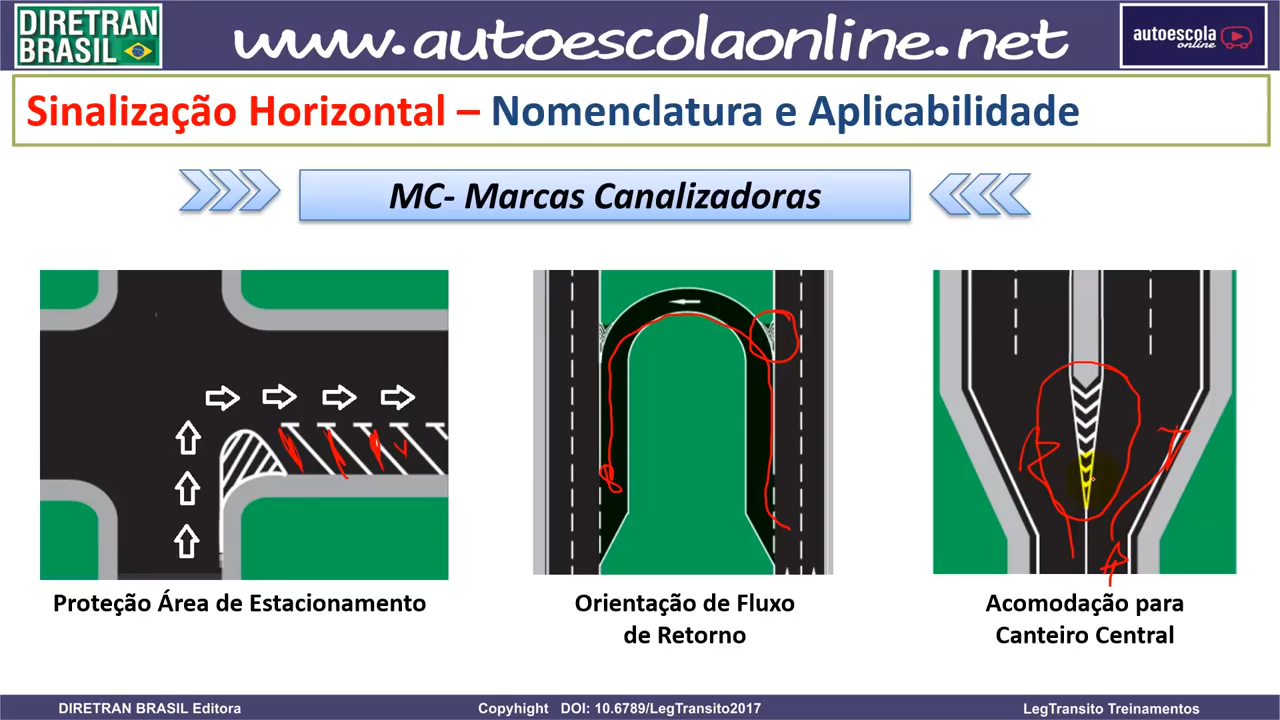 DIRETRAN
BRASIL
www.autoescolaonline.net
autoescola
online
Sinalização Horizontal – Nomenclatura e Aplicabilidade
MC- Marcas Canalizadoras
Proteção Área de Estacionamento
Orientação de Fluxo
de Retorno
Acomodação para
Canteiro Central
DIRETRAN BRASIL Editora
Copyhight DOI: 10.6789/LegTransito2017
LegTransito Treinamentos